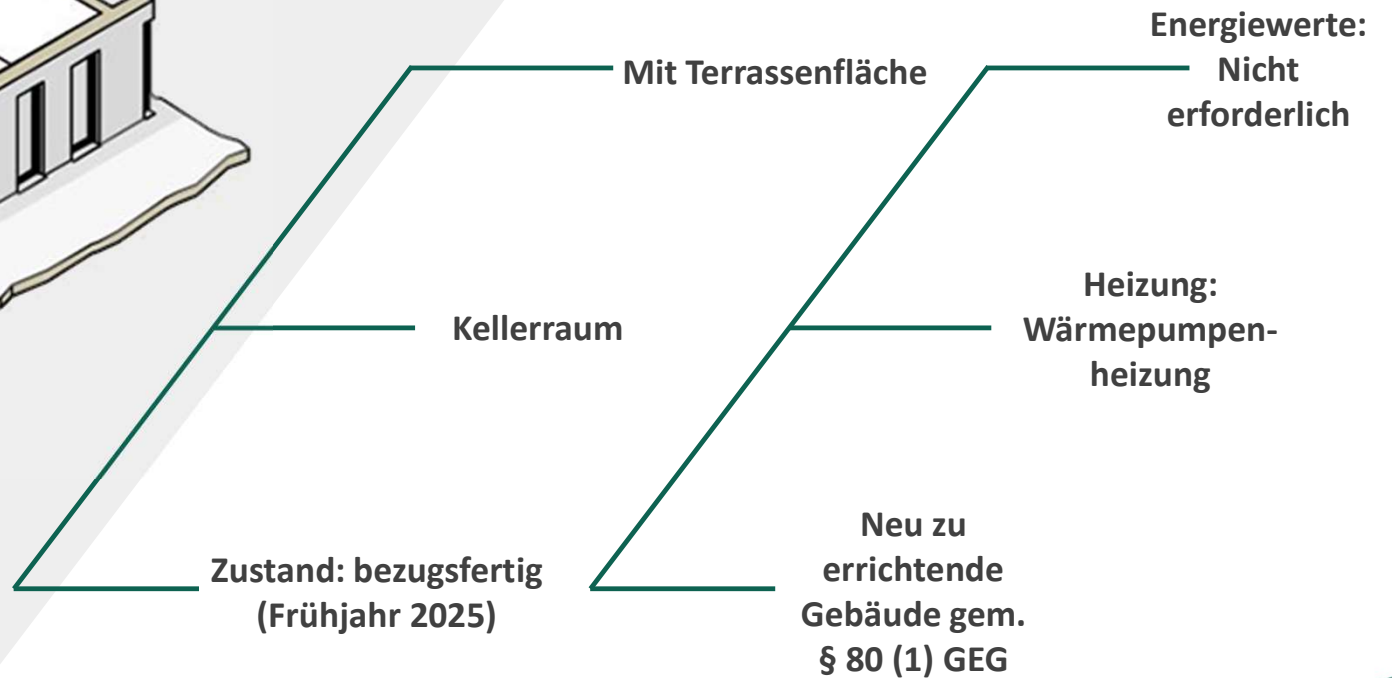 Mit Terrassenfläche
Kellerraum
Zustand: bezugsfertig
(Frühjahr 2025)
Energiewerte:
Nicht
erforderlich
Heizung:
Wärmepumpen-
heizung
Neu zu
errichtende
Gebäude gem.
§ 80 (1) GEG